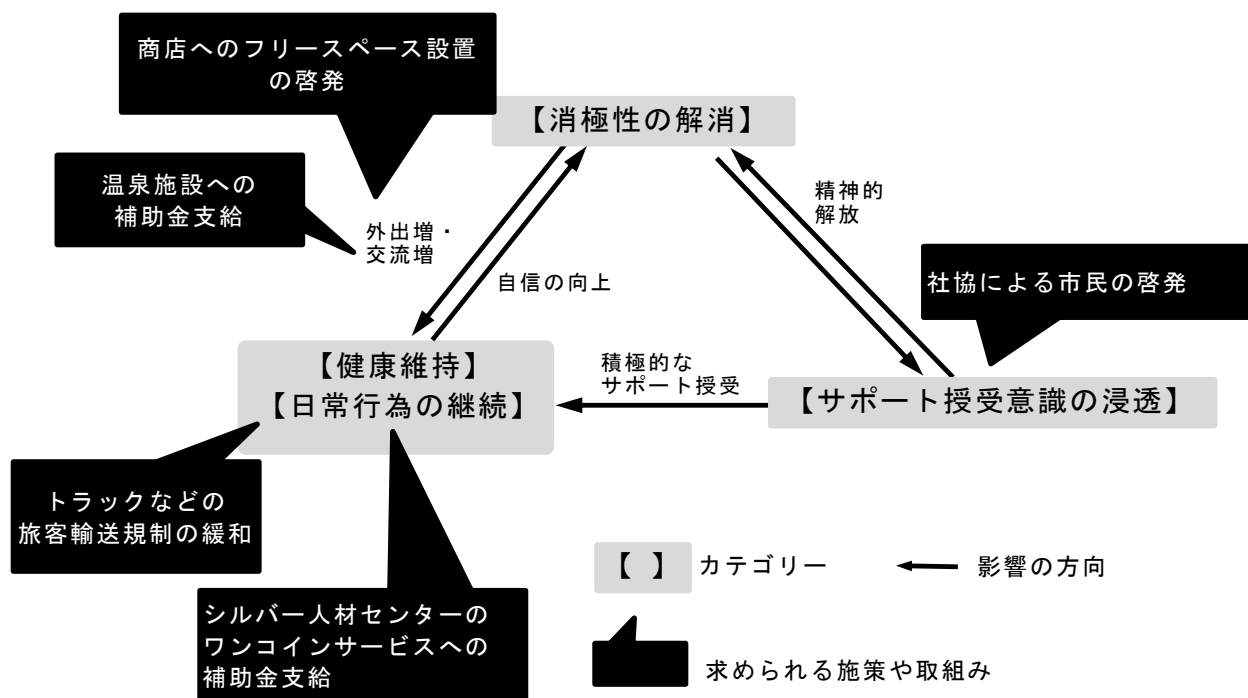 商店へのフリースペース設置
の啓発
【消極性の解消】
温泉施設への
補助金支給
外出増・
交流増
自信の向上
精神的
解放
社協による市民の啓発
【健康維持】
【日常行為の継続】
積極的な
サポート授受
【サポート授受意識の浸透】
トラックなどの
旅客輸送規制の緩和
シルバー人材センターの
ワンコインサービスへの
補助金支給
【 】 カテゴリー
影響の方向
求められる施策や取組み